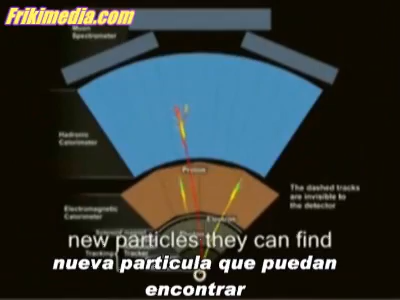 Frikimedia.com
Muon
Spectrometer
Hadronic
Calorimeter
Proton
Electromagnetic
Calorimeter
The dashed tracks
are invisible to
the detector
Electron
Tracking
new particles they can find
nueva particula que puedan
encontrar